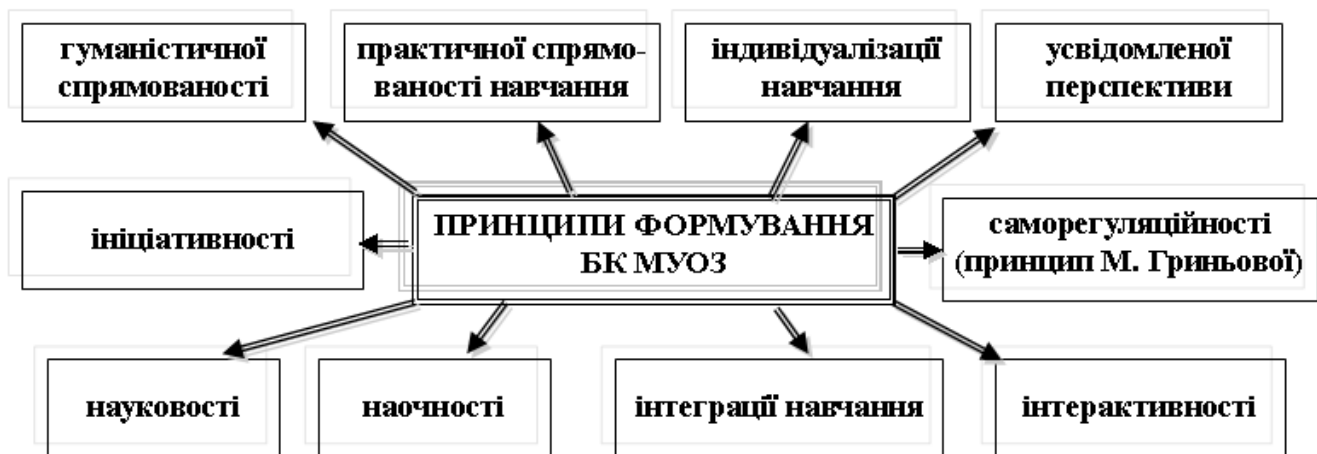 гуманістичної
спрямованості
практичної спрямо-
ваності навчання
індивідуалізації
навчання
усвідомленої
перспективи
ініціативності
ПРИНЦИПИ ФОРМУВАННЯ
БК МУОЗ
саморегуляційності
(принцип М. Гриньової)
науковості
наочності
інтеграції навчання
інтерактивності